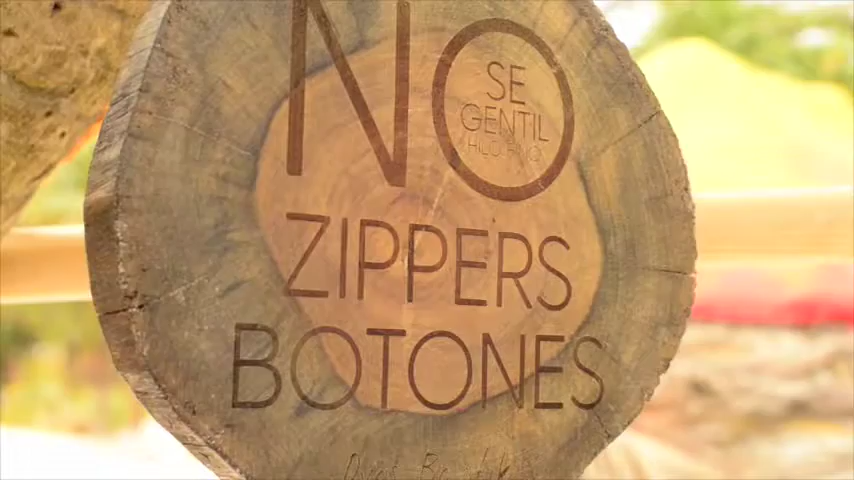 NO
SE
GENTIL
ZIPPERS
BOTONES